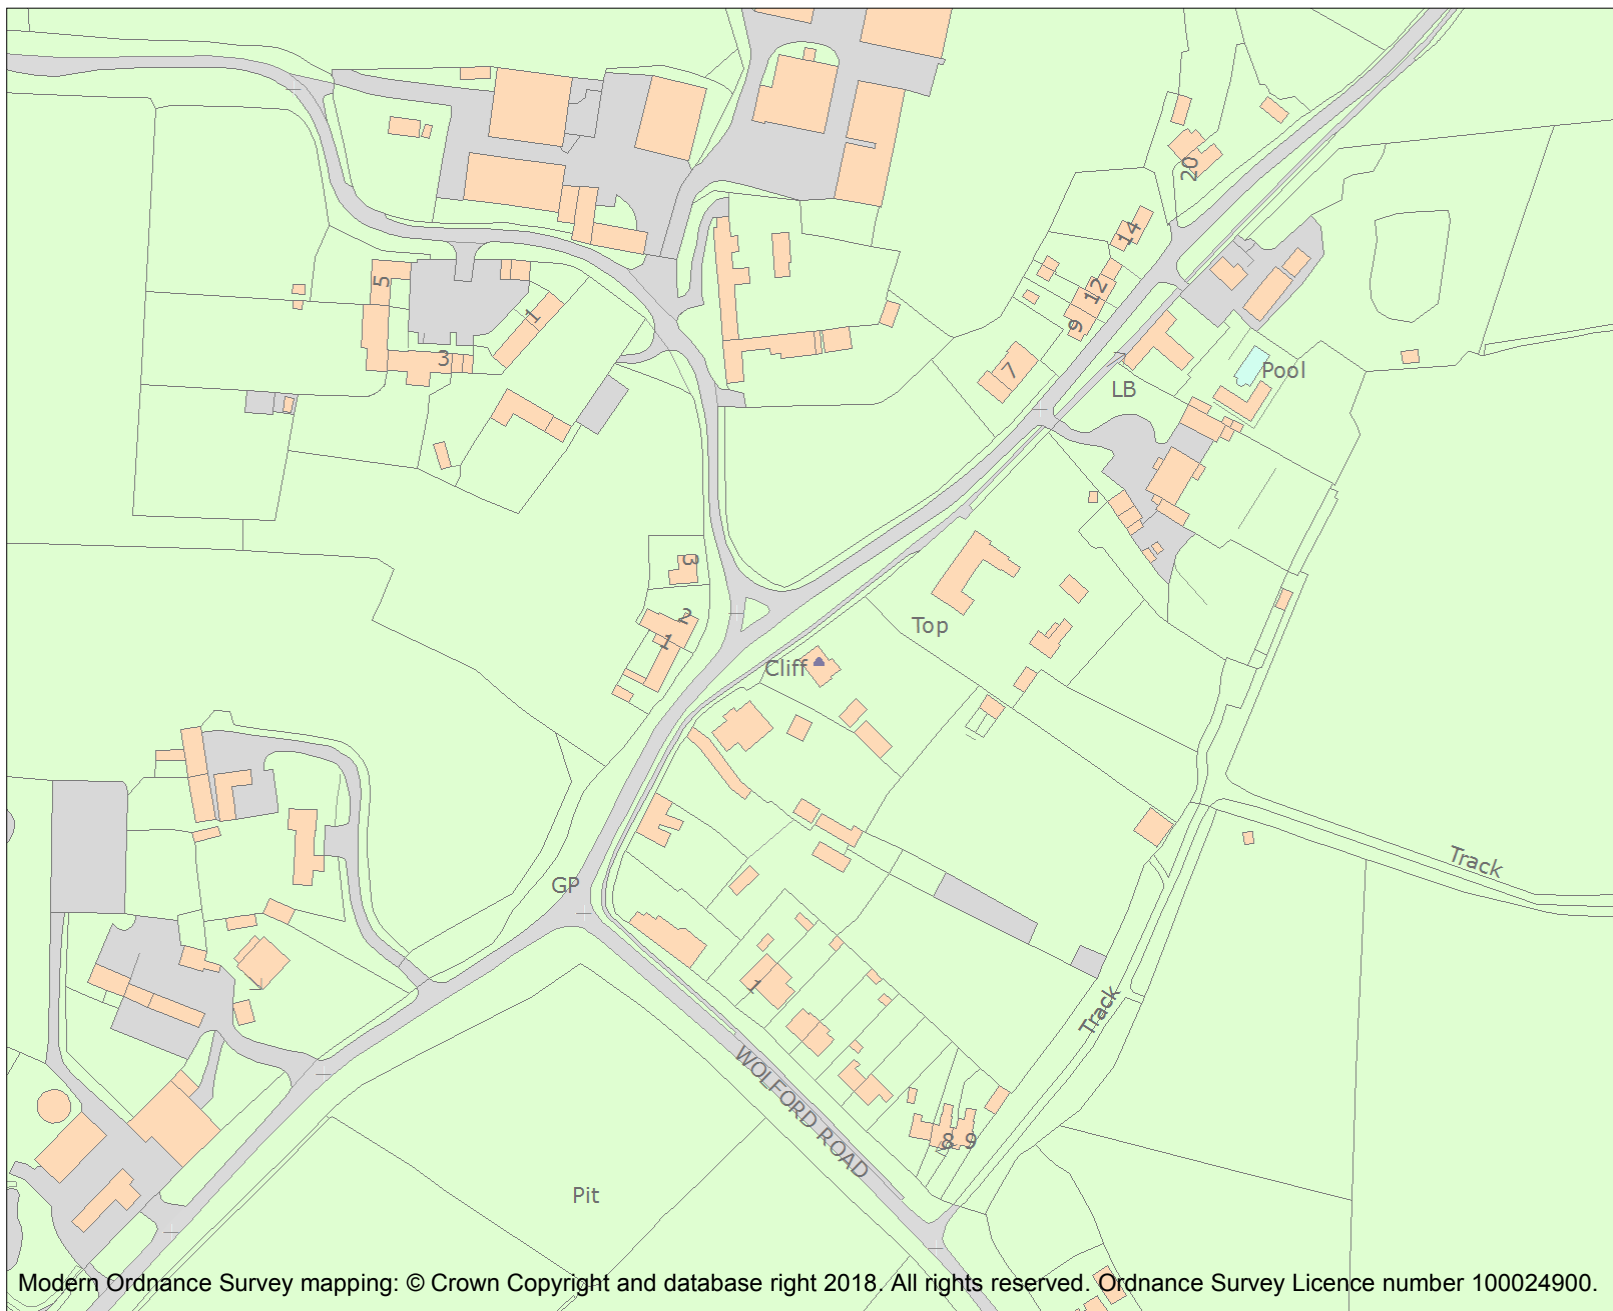 20
14
5
12
1
9
3
7
Pool
LB
3
2
Top
1
Cliff
Track
GP
1
Track
WOLFORD ROAD
8
9
Pit
Modern Ordnance Survey mapping: © Crown Copyright and database right 2018. All rights reserved. Ordnance Survey Licence number 100024900.